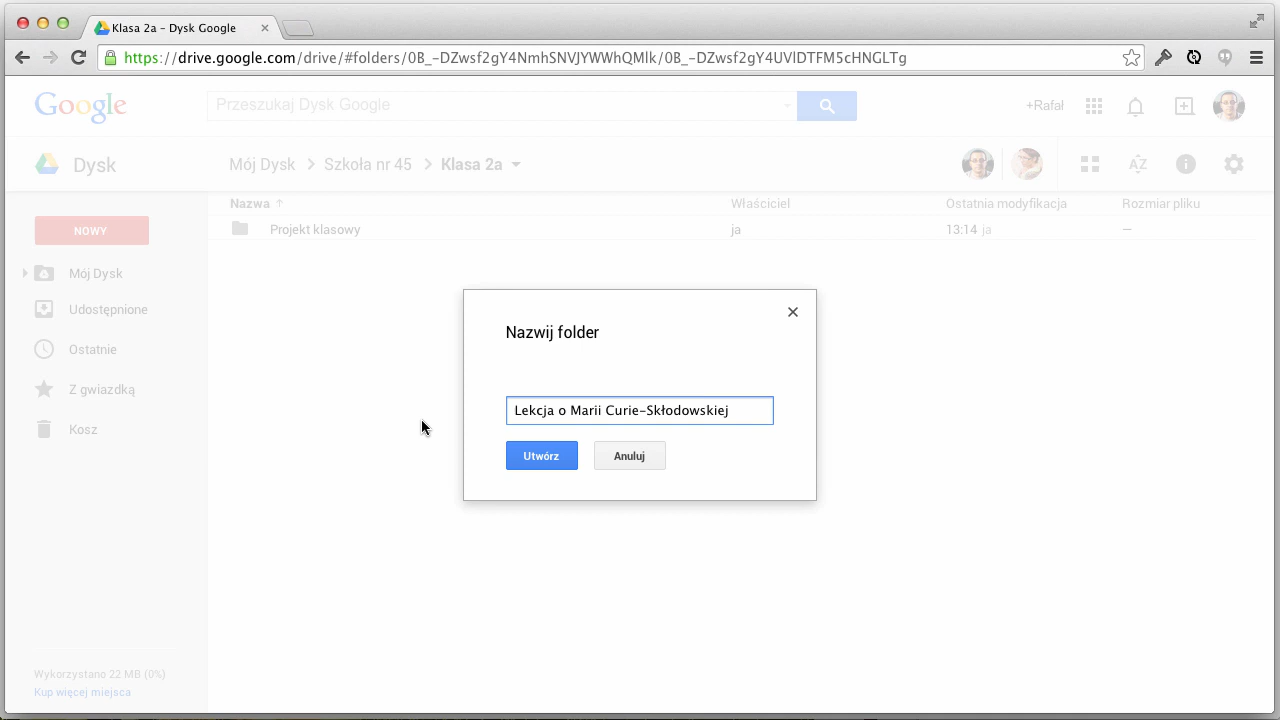 Klasa 2a – Dysk Google
https://drive.google.com/drive/#folders/0B_-DZwsf2gY4NmhSNVJYWWhQMlk/0B_-DZwsf2gY4UVlDTFM5cHNGLTg
Google
Przeszukaj Dysk Google
+Rafał
Dysk
Mój Dysk > Szkoła nr 45 > Klasa 2a
AZ
Nazwa ↑ Właściciel Ostatnia modyfikacja Rozmiar pliku
Projekt klasowy ja 13:14 ja —
NOWY
Mój Dysk
Udostępnione
Ostatnie
Z gwiazdką
Kosz
Nazwij folder
Lekcja o Marii Curie-Skłodowskiej
Utwórz Anuluj
Wykorzystano 22 MB (0%)
Kup więcej miejsca